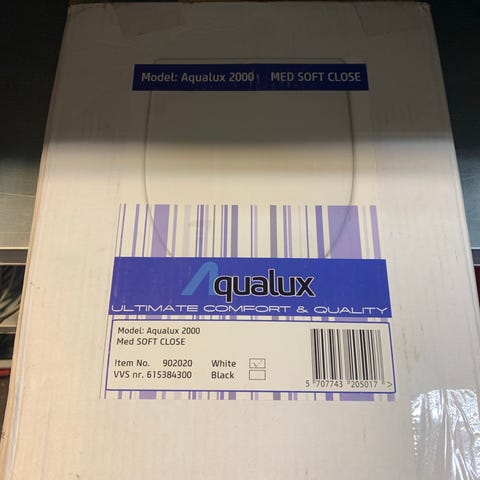 Model: Aqualux 2000 MED SOFT CLOSE
Aqualux
ULTIMATE COMFORT & QUALITY
Model: Aqualux 2000
Med SOFT CLOSE
Item No. 902020 White
VVS nr. 615384300 Black
5 707743 205017 >